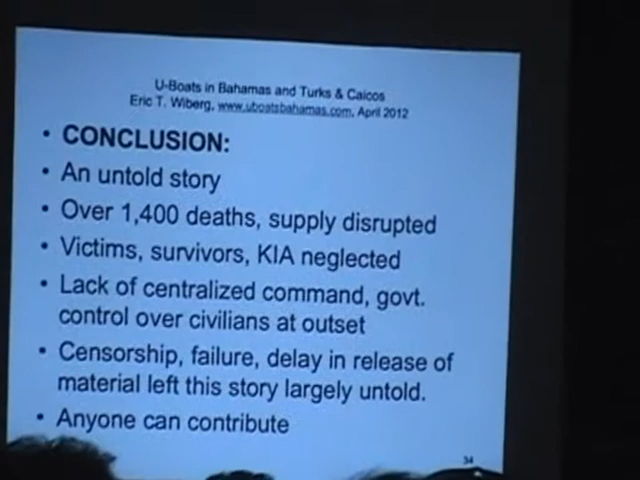 U-Boats in Bahamas and Turks & Caicos
Eric T. Wiberg, www.uboatsbahamas.com, April 2012
• CONCLUSION:
• An untold story
• Over 1,400 deaths, supply disrupted
• Victims, survivors, KIA neglected
• Lack of centralized command, govt.
control over civilians at outset
• Censorship, failure, delay in release of
material left this story largely untold.
• Anyone can contribute
34